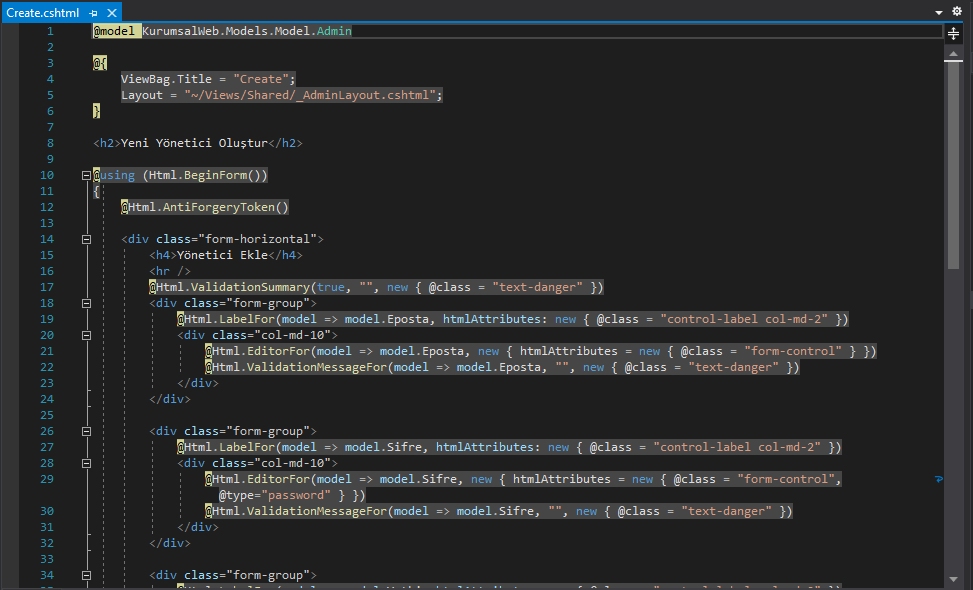 Create.cshtml
1 @model KurumsalWeb.Models.Model.Admin
2
3 @{
4 ViewBag.Title = "Create";
5 Layout = "~/Views/Shared/_AdminLayout.cshtml";
6 }
7
8 <h2>Yeni Yönetici Oluştur</h2>
9
10 @using (Html.BeginForm())
11 {
12 @Html.AntiForgeryToken()
13
14 <div class="form-horizontal">
15 <h4>Yönetici Ekle</h4>
16 <hr />
17 @Html.ValidationSummary(true, "", new { @class = "text-danger" })
18 <div class="form-group">
19 @Html.LabelFor(model => model.Eposta, htmlAttributes: new { @class = "control-label col-md-2" })
20 <div class="col-md-10">
21 @Html.EditorFor(model => model.Eposta, new { htmlAttributes = new { @class = "form-control" } })
22 @Html.ValidationMessageFor(model => model.Eposta, "", new { @class = "text-danger" })
23 </div>
24 </div>
25
26 <div class="form-group">
27 @Html.LabelFor(model => model.Sifre, htmlAttributes: new { @class = "control-label col-md-2" })
28 <div class="col-md-10">
29 @Html.EditorFor(model => model.Sifre, new { htmlAttributes = new { @class = "form-control",
@type="password" } })
30 @Html.ValidationMessageFor(model => model.Sifre, "", new { @class = "text-danger" })
31 </div>
32 </div>
33
34 <div class="form-group">